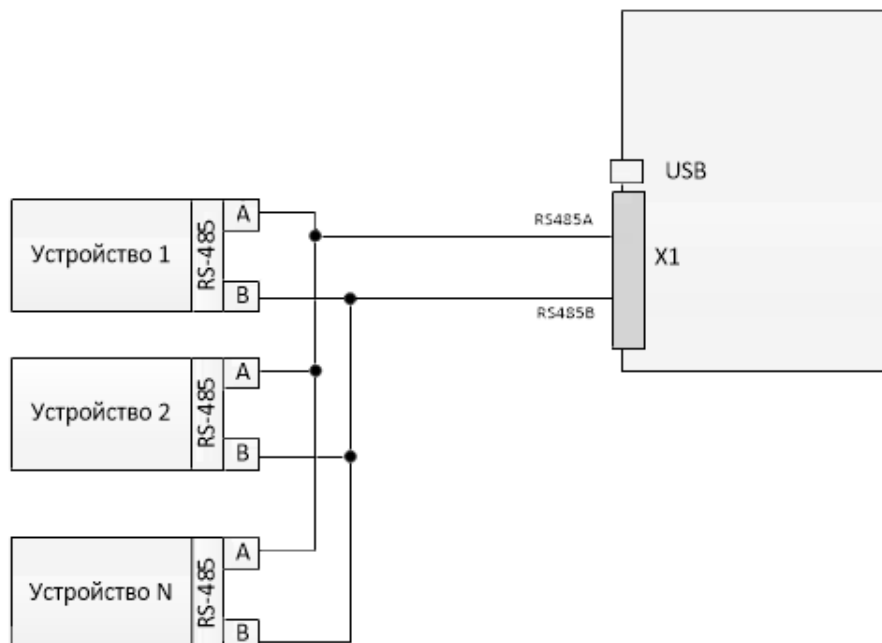 USB
A
RS485A
Устройство 1
RS-485
X1
B
RS485B
A
Устройство 2
RS-485
B
A
Устройство N
RS-485
B